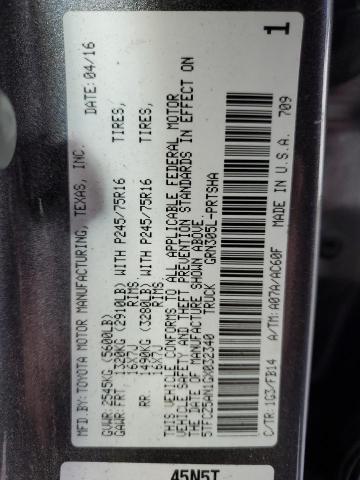 MFD. BY: TOYOTA MOTOR MANUFACTURING, TEXAS, INC. DATE: 04/16
GVWR: 2545KG (5600LB)
GAWR: FRT. 1320KG (2910LB) WITH P245/75R16 TIRES,
16X7J RIMS
RR. 1490KG (3280LB) WITH P245/75R16 TIRES,
16X7J RIMS
THIS VEHICLE CONFORMS TO ALL APPLICABLE FEDERAL MOTOR
VEHICLE SAFETY AND THEFT PREVENTION STANDARDS IN EFFECT ON
THE DATE OF MANUFACTURE SHOWN ABOVE.
5TFCZ5AN1GX032340 TRUCK GRN305L-PRTSHA 1
C/TR: 1G3/FB14 A/TM: A07A/AC60F MADE IN U.S.A. 709
45N5T